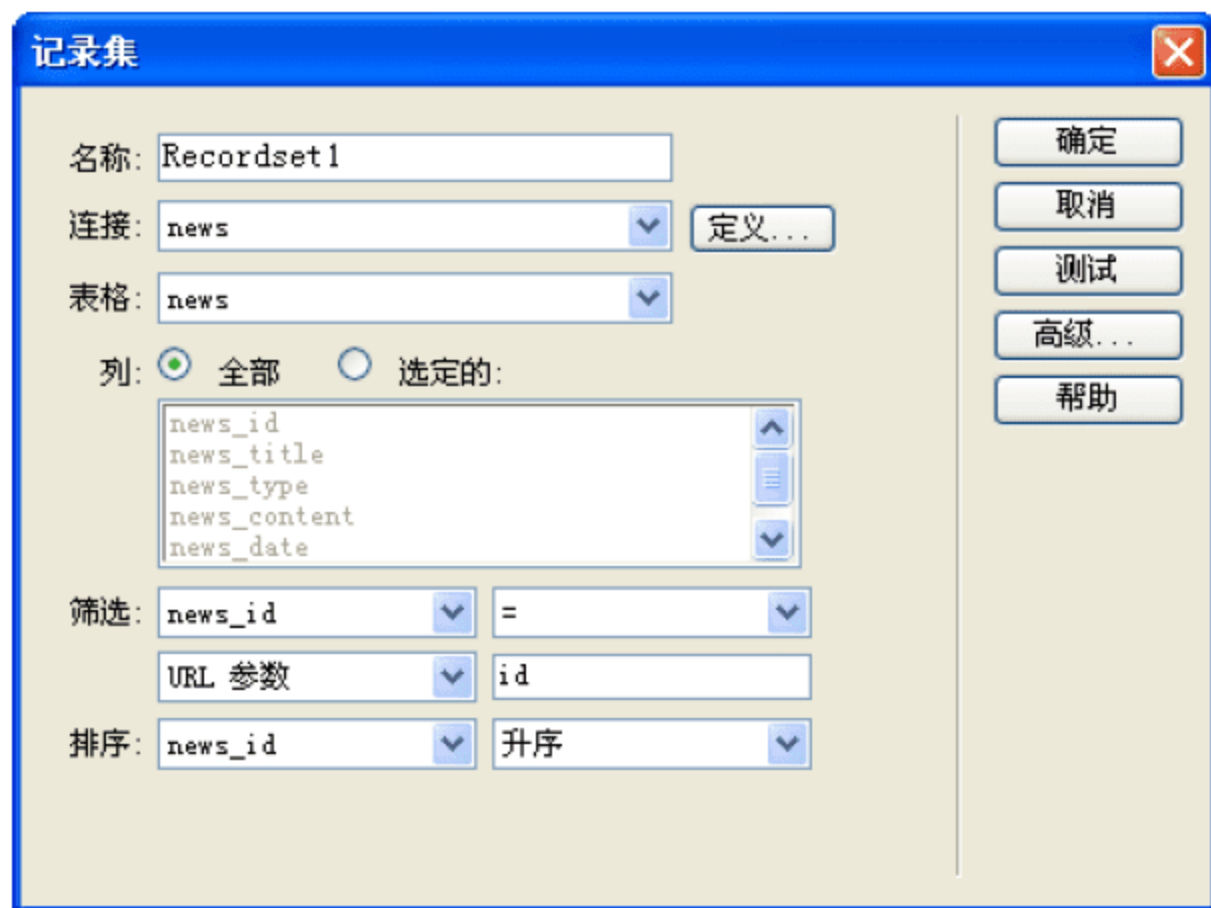 记录集
名称: Recordset1
确定
连接: news 定义...
取消
表格: news
测试
列: 全部 选定的:
高级...
帮助
news_id
news_title
news_type
news_content
news_date
筛选: news_id =
URL 参数 id
排序: news_id 升序